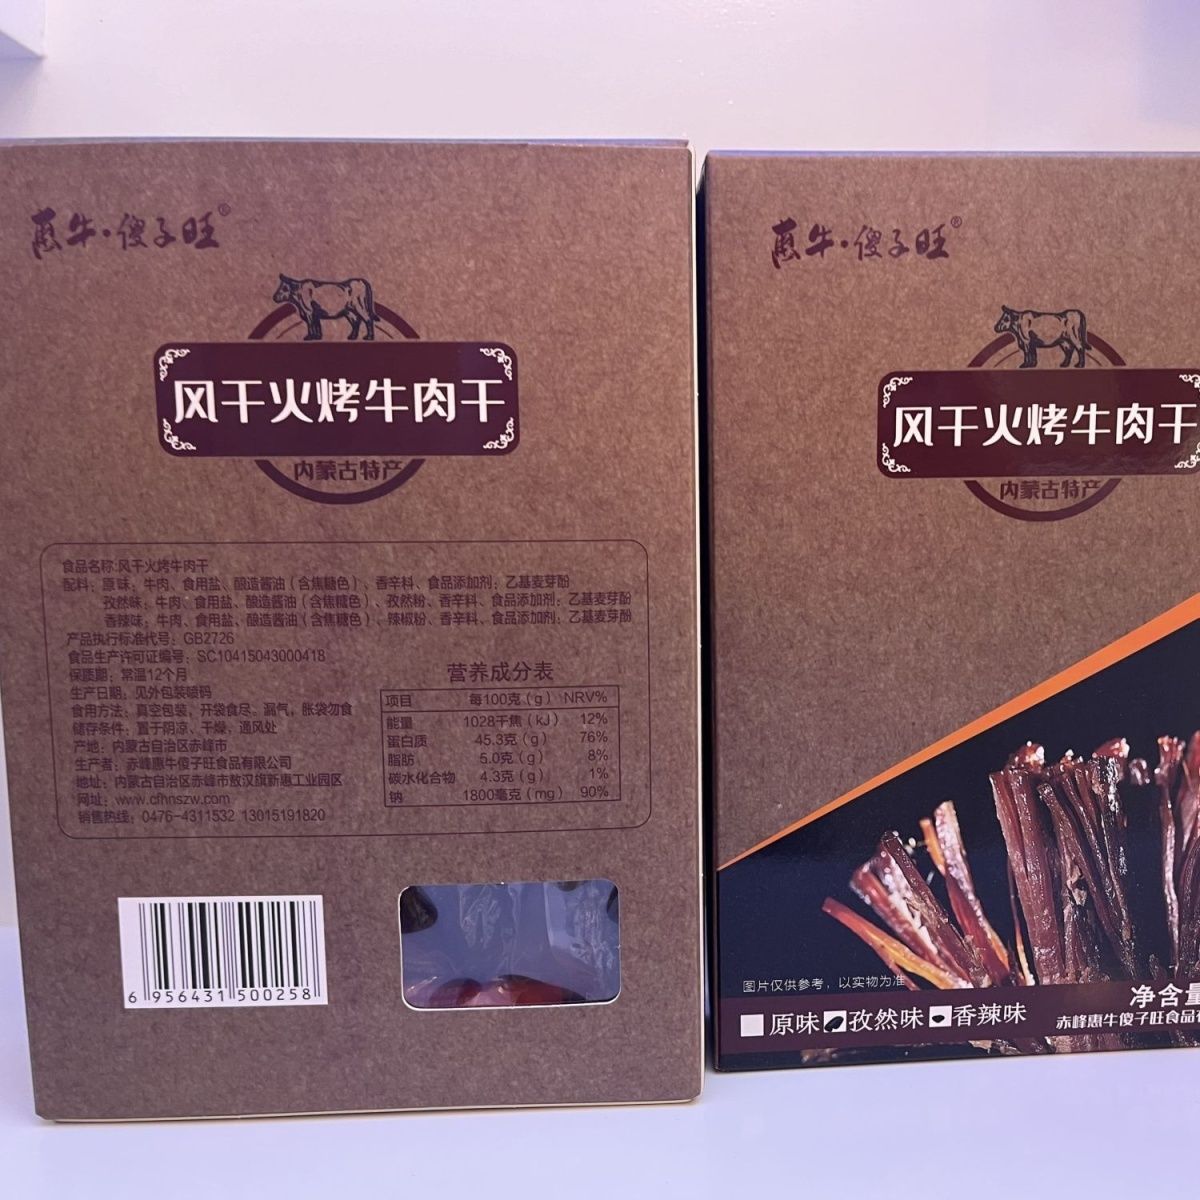 惠牛·傻子旺®
风干火烤牛肉干
内蒙古特产
食品名称:风干火烤牛肉干
配料：原味：牛肉、食用盐、酿造酱油（含焦糖色）、香辛料、食品添加剂：乙基麦芽酚
孜然味：牛肉、食用盐、酿造酱油（含焦糖色）、孜然粉、香辛料、食品添加剂：乙基麦芽酚
香辣味：牛肉、食用盐、酿造酱油（含焦糖色）、辣椒粉、香辛料、食品添加剂：乙基麦芽酚
产品执行标准代号：GB2726
食品生产许可证编号：SC10415043000418
保质期：常温12个月
生产日期：见外包装喷码
食用方法：真空包装，开袋食尽、漏气，胀袋勿食
储存条件：置于阴凉、干燥，通风处
产地：内蒙古自治区赤峰市
生产者：赤峰惠牛傻子旺食品有限公司
地址：内蒙古自治区赤峰市敖汉旗新惠工业园区
网址：www.cfhnszw.com
销售热线：0476-4311532 13015191820
营养成分表
项目 每100克（g） NRV%
能量 1028千焦（kJ） 12%
蛋白质 45.3克（g） 76%
脂肪 5.0克（g） 8%
碳水化合物 4.3克（g） 1%
钠 1800毫克（mg） 90%
6 956431 500258
惠牛·傻子旺®
风干火烤牛肉干
内蒙古特产
图片仅供参考，以实物为准
净含量
原味 孜然味 香辣味
赤峰惠牛傻子旺食品有